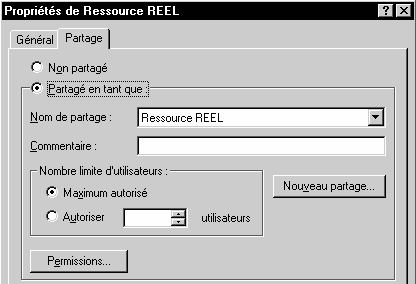 Propriétés de Ressource REEL
Général Partage
Non partagé
Partagé en tant que :
Nom de partage : Ressource REEL
Commentaire :
Nombre limite d'utilisateurs :
Maximum autorisé
Nouveau partage...
Autoriser utilisateurs
Permissions...